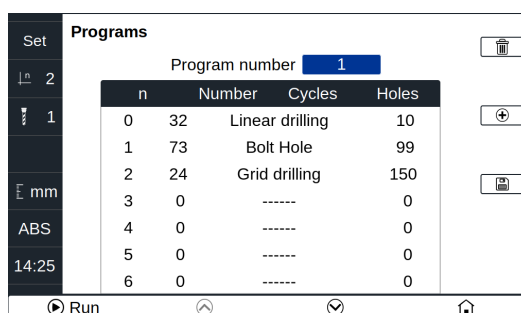 Set
Programs
Program number 1
n 2
n Number Cycles Holes
1
0 32 Linear drilling 10
1 73 Bolt Hole 99
2 24 Grid drilling 150
mm
3 0 ------ 0
ABS
4 0 ------ 0
14:25
5 0 ------ 0
6 0 ------ 0
Run